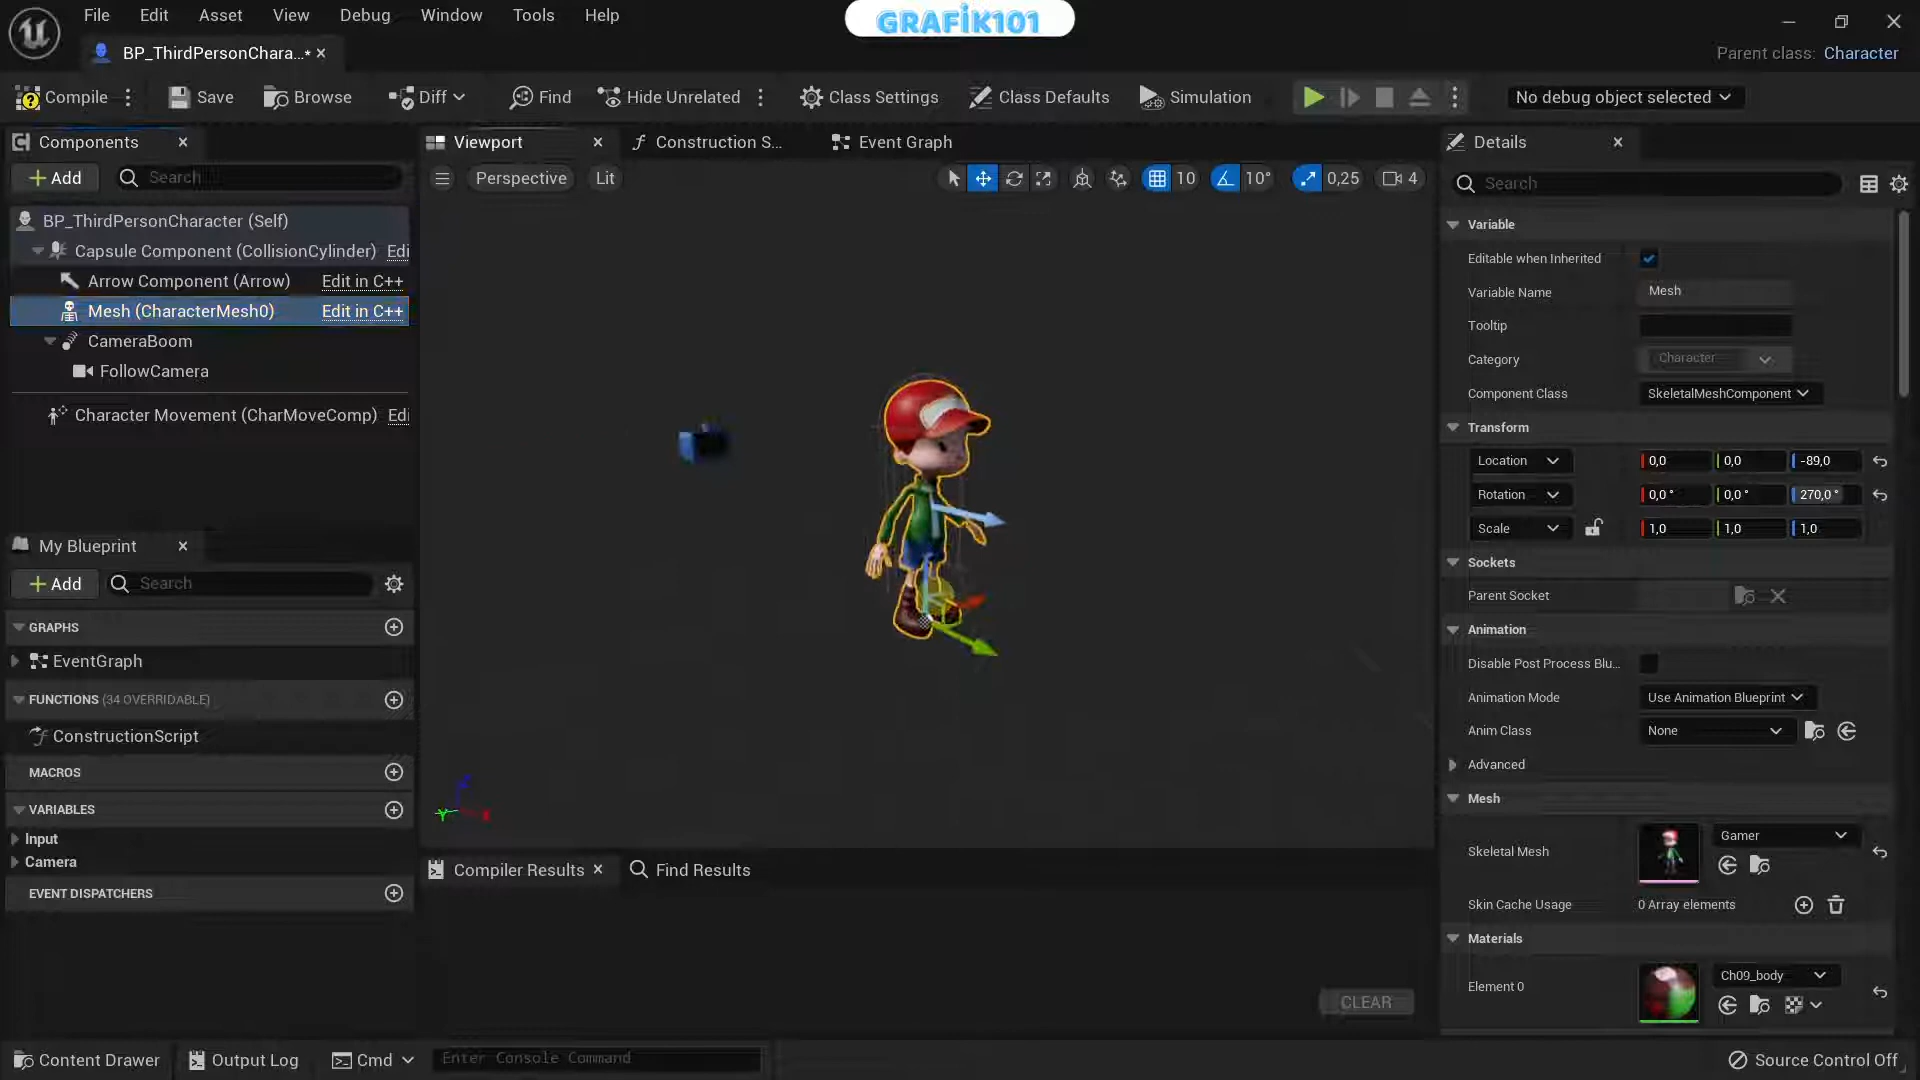 File Edit Asset View Debug Window Tools Help
GRAFİK101
BP_ThirdPersonChara...*
Parent class: Character
Compile
Save
Browse
Diff
Find
Hide Unrelated
Class Settings
Class Defaults
Simulation
No debug object selected
Components
Add
Search
BP_ThirdPersonCharacter (Self)
Capsule Component (CollisionCylinder) Edi
Arrow Component (Arrow) Edit in C++
Mesh (CharacterMesh0) Edit in C++
CameraBoom
FollowCamera
Character Movement (CharMoveComp) Edi
My Blueprint
Add
Search
GRAPHS
EventGraph
FUNCTIONS (34 OVERRIDABLE)
ConstructionScript
MACROS
VARIABLES
Input
Camera
EVENT DISPATCHERS
Viewport
Construction S...
Event Graph
Perspective
Lit
10
10°
0,25
4
Compiler Results
Find Results
CLEAR
Details
Search
Variable
Editable when Inherited
Variable Name Mesh
Tooltip
Category Character
Component Class SkeletalMeshComponent
Transform
Location 0,0 0,0 -89,0
Rotation 0,0 ° 0,0 ° 270,0 °
Scale 1,0 1,0 1,0
Sockets
Parent Socket
Animation
Disable Post Process Blu...
Animation Mode Use Animation Blueprint
Anim Class None
Advanced
Mesh
Skeletal Mesh Gamer
Skin Cache Usage 0 Array elements
Materials
Element 0 Ch09_body
Content Drawer
Output Log
Cmd
Enter Console Command
Source Control Off